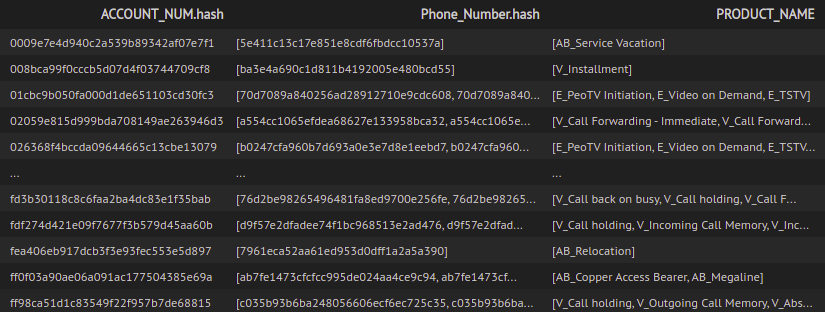 ACCOUNT_NUM.hash Phone_Number.hash PRODUCT_NAME
0009e7e4d940c2a539b89342af07e7f1 [5e411c13c17e851e8cdf6fbdcc10537a] [AB_Service Vacation]
008bca99f0cccb5d07d4f03744709cf8 [ba3e4a690c1d811b4192005e480bcd55] [V_Installment]
01cbc9b050fa000d1de651103cd30fc3 [70d7089a840256ad28912710e9cdc608, 70d7089a840... [E_PeoTV Initiation, E_Video on Demand, E_TSTV]
02059e815d999bda708149ae263946d3 [a554cc1065efdea68627e133958bca32, a554cc1065e... [V_Call Forwarding - Immediate, V_Call Forward...
026368f4bccda09644665c13cbe13079 [b0247cfa960b7d693a0e3e7d8e1eebd7, b0247cfa960... [E_PeoTV Initiation, E_Video on Demand, E_TSTV...
... ... ...
fd3b30118c8c6faa2ba4dc83e1f35bab [76d2be98265496481fa8ed9700e256fe, 76d2be98265... [V_Call back on busy, V_Call holding, V_Call F...
fdf274d421e09f7677f3b579d45aa60b [d9f57e2dfadee74f1bc968513e2ad476, d9f57e2dfad... [V_Call holding, V_Incoming Call Memory, V_Inc...
fea406eb917dcb3f3e93fec553e5d897 [7961eca52aa61ed953d0dff1a2a5a390] [AB_Relocation]
ff0f03a90ae06a091ac177504385e69a [ab7fe1473cfcfcc995de024aa4ce9c94, ab7fe1473cf... [AB_Copper Access Bearer, AB_Megaline]
ff98ca51d1c83549f22f957b7de68815 [c035b93b6ba248056606ecf6ec725c35, c035b93b6ba... [V_Call holding, V_Outgoing Call Memory, V_Abs...